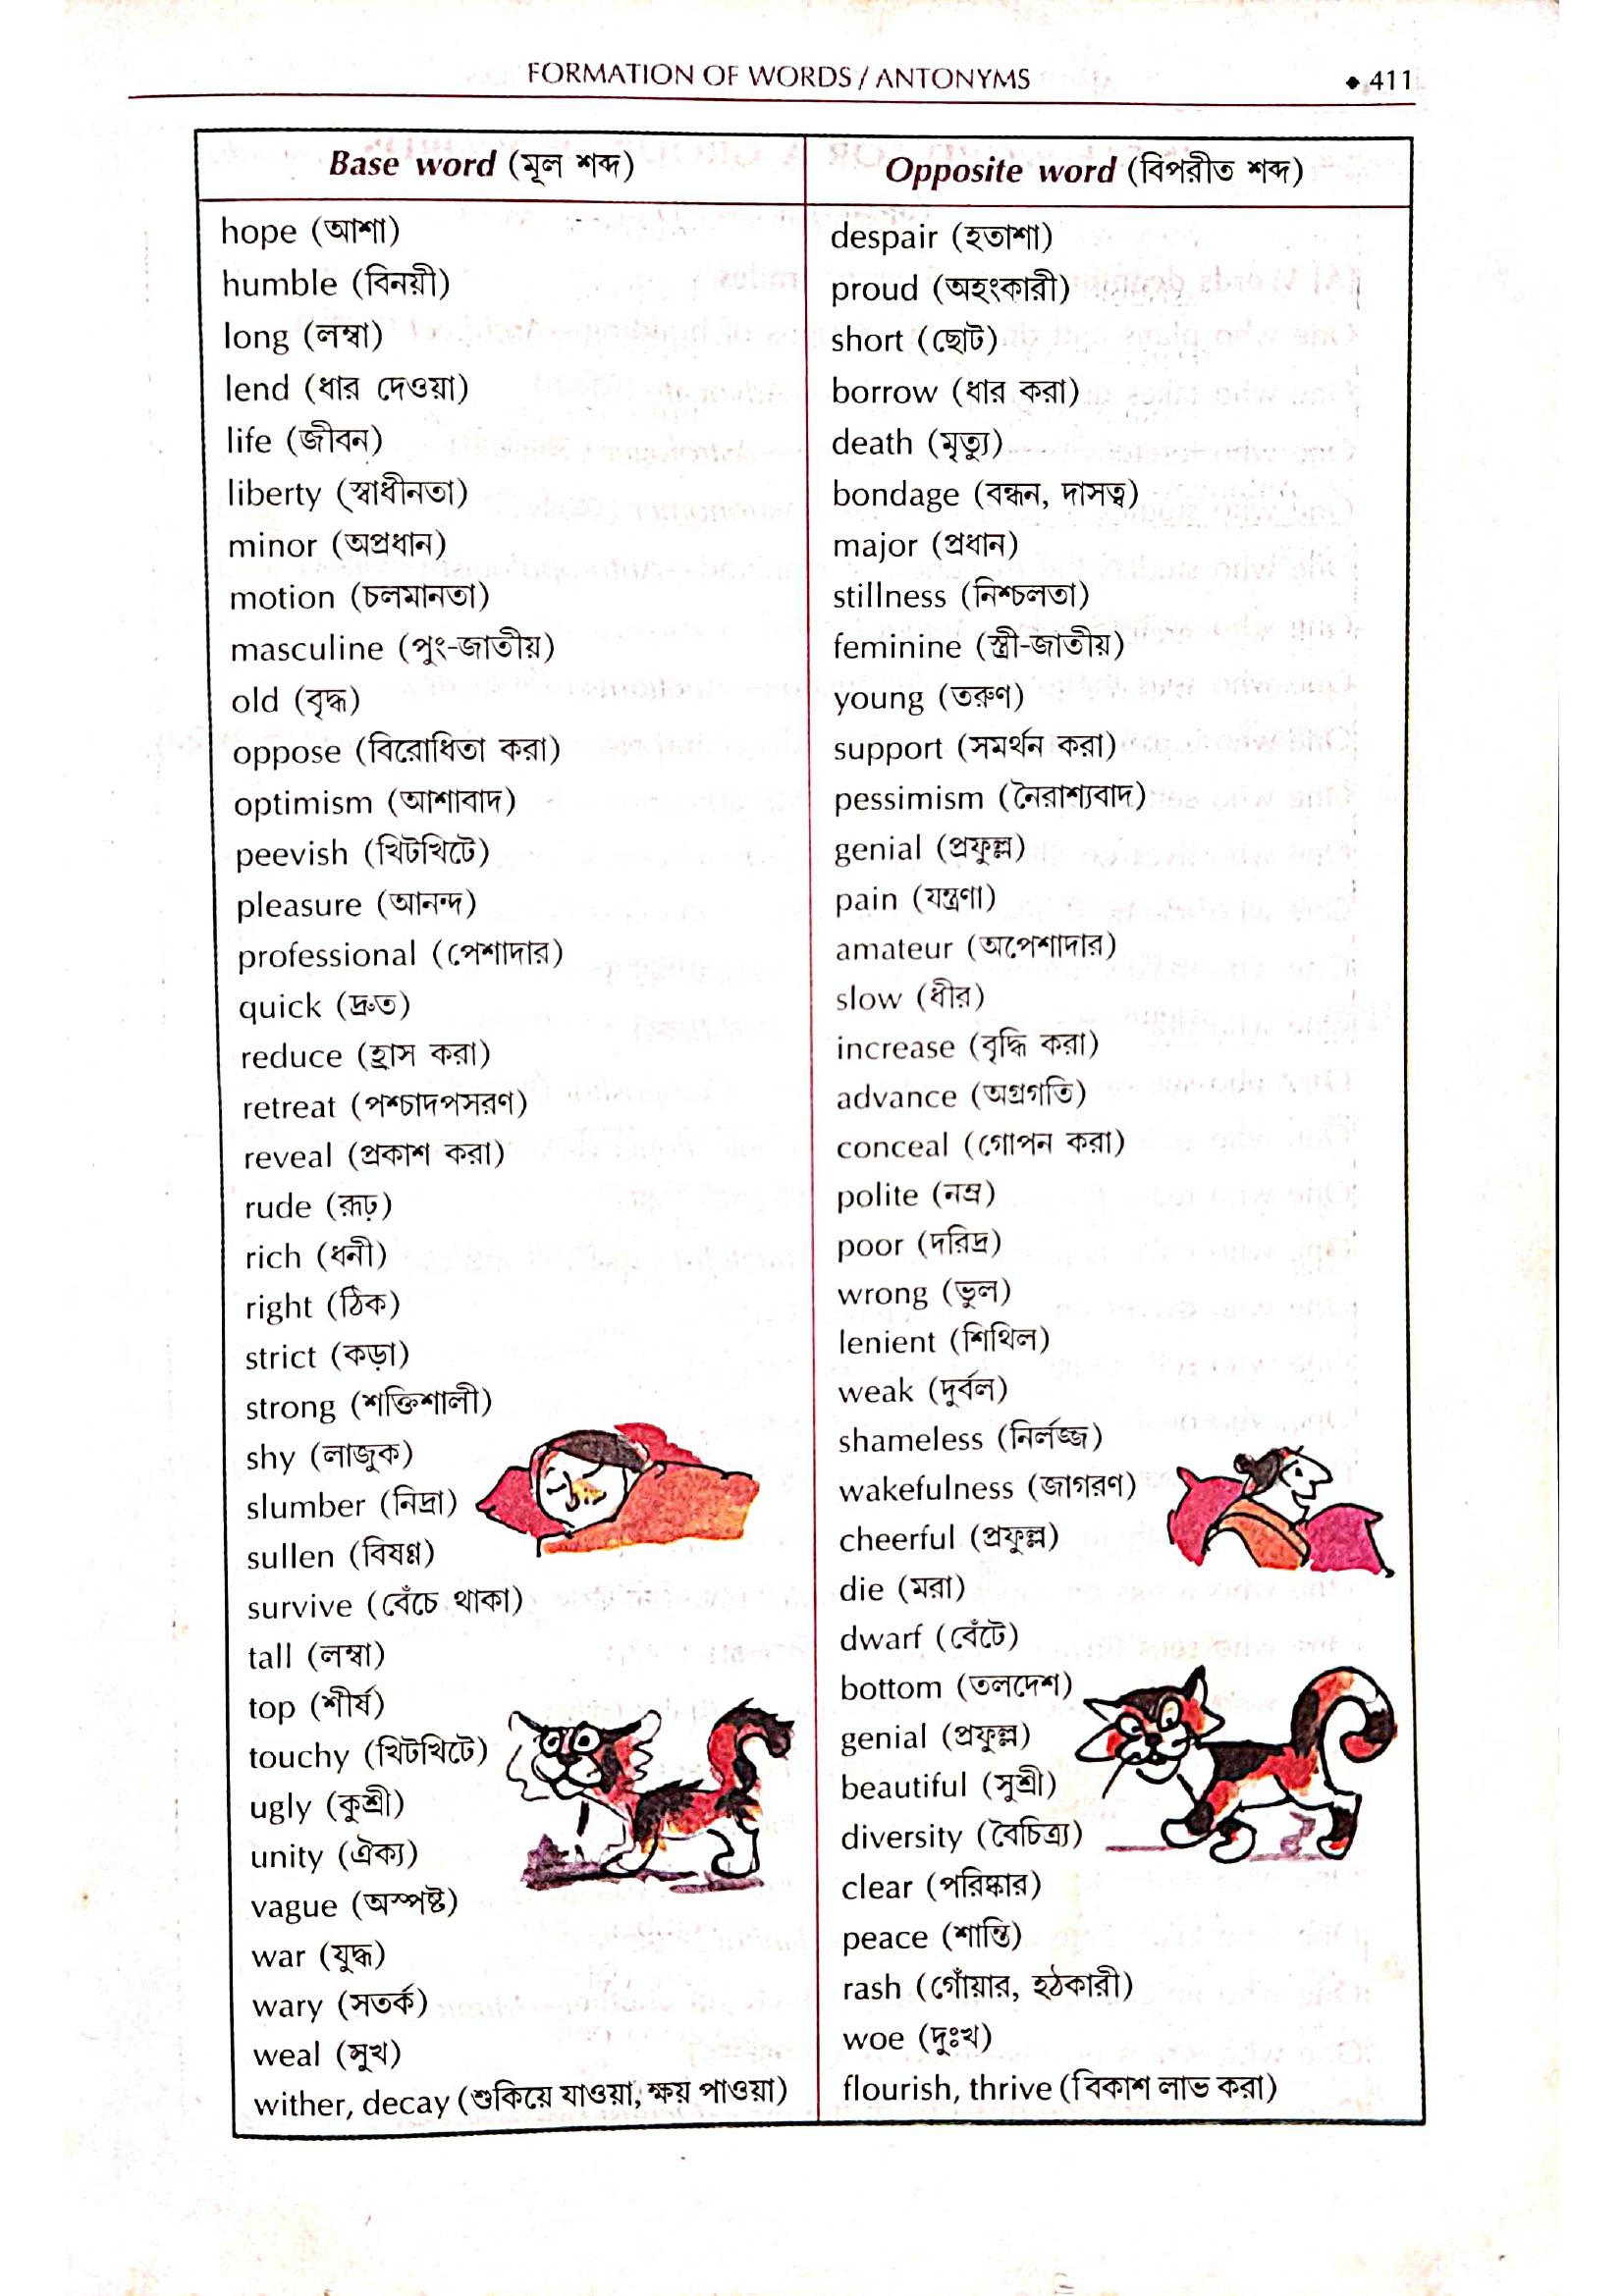 FORMATION OF WORDS / ANTONYMS ◆ 411
Base word (মূল শব্দ) Opposite word (বিপরীত শব্দ)
hope (আশা) despair (হতাশা)
humble (বিনয়ী) proud (অহংকারী)
long (লম্বা) short (ছোট)
lend (ধার দেওয়া) borrow (ধার করা)
life (জীবন) death (মৃত্যু)
liberty (স্বাধীনতা) bondage (বন্ধন, দাসত্ব)
minor (অপ্রধান) major (প্রধান)
motion (চলমানতা) stillness (নিশ্চলতা)
masculine (পুং-জাতীয়) feminine (স্ত্রী-জাতীয়)
old (বৃদ্ধ) young (তরুণ)
oppose (বিরোধিতা করা) support (সমর্থন করা)
optimism (আশাবাদ) pessimism (নৈরাশ্যবাদ)
peevish (খিটখিটে) genial (প্রফুল্ল)
pleasure (আনন্দ) pain (যন্ত্রণা)
professional (পেশাদার) amateur (অপেশাদার)
quick (দ্রুত) slow (ধীর)
reduce (হ্রাস করা) increase (বৃদ্ধি করা)
retreat (পশ্চাদপসরণ) advance (অগ্রগতি)
reveal (প্রকাশ করা) conceal (গোপন করা)
rude (রূঢ়) polite (নম্র)
rich (ধনী) poor (দরিদ্র)
right (ঠিক) wrong (ভুল)
strict (কড়া) lenient (শিথিল)
strong (শক্তিশালী) weak (দুর্বল)
shy (লাজুক) shameless (নির্লজ্জ)
slumber (নিদ্রা) wakefulness (জাগরণ)
sullen (বিষণ্ণ) cheerful (প্রফুল্ল)
survive (বেঁচে থাকা) die (মরা)
tall (লম্বা) dwarf (বেঁটে)
top (শীর্ষ) bottom (তলদেশ)
touchy (খিটখিটে) genial (প্রফুল্ল)
ugly (কুশ্রী) beautiful (সুশ্রী)
unity (ঐক্য) diversity (বৈচিত্র্য)
vague (অস্পষ্ট) clear (পরিষ্কার)
war (যুদ্ধ) peace (শান্তি)
wary (সতর্ক) rash (গোঁয়ার, হঠকারী)
weal (সুখ) woe (দুঃখ)
wither, decay (শুকিয়ে যাওয়া, ক্ষয় পাওয়া) flourish, thrive (বিকাশ লাভ করা)